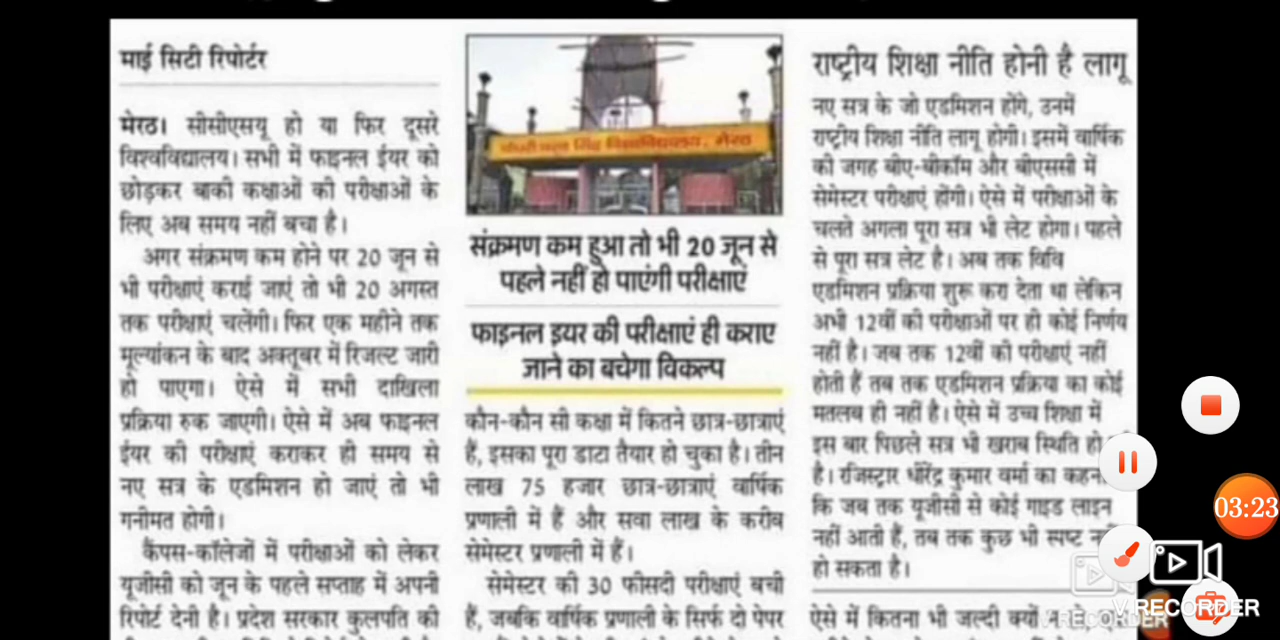 माई सिटी रिपोर्टर
मेरठ। सीसीएसयू हो या फिर दूसरे
विश्वविद्यालय। सभी में फाइनल ईयर को
छोड़कर बाकी कक्षाओं की परीक्षाओं के
लिए अब समय नहीं बचा है।
अगर संक्रमण कम होने पर 20 जून से
भी परीक्षाएं कराई जाएं तो भी 20 अगस्त
तक परीक्षाएं चलेंगी। फिर एक महीने तक
मूल्यांकन के बाद अक्तूबर में रिजल्ट जारी
हो पाएगा। ऐसे में सभी दाखिला
प्रक्रिया रुक जाएगी। ऐसे में अब फाइनल
ईयर की परीक्षाएं कराकर ही समय से
नए सत्र के एडमिशन हो जाएं तो भी
गनीमत होगी।
कैंपस-कॉलेजों में परीक्षाओं को लेकर
यूजीसी को जून के पहले सप्ताह में अपनी
रिपोर्ट देनी है। प्रदेश सरकार कुलपति की
चौधरी चरण सिंह विश्वविद्यालय, मेरठ
संक्रमण कम हुआ तो भी 20 जून से
पहले नहीं हो पाएंगी परीक्षाएं
फाइनल इयर की परीक्षाएं ही कराए
जाने का बचेगा विकल्प
कौन-कौन सी कक्षा में कितने छात्र-छात्राएं
हैं, इसका पूरा डाटा तैयार हो चुका है। तीन
लाख 75 हजार छात्र-छात्राएं वार्षिक
प्रणाली में हैं और सवा लाख के करीब
सेमेस्टर प्रणाली में हैं।
सेमेस्टर की 30 फीसदी परीक्षाएं बची
हैं, जबकि वार्षिक प्रणाली के सिर्फ दो पेपर
राष्ट्रीय शिक्षा नीति होनी है लागू
नए सत्र के जो एडमिशन होंगे, उनमें
राष्ट्रीय शिक्षा नीति लागू होगी। इसमें वार्षिक
की जगह बीए-बीकॉम और बीएससी में
सेमेस्टर परीक्षाएं होंगी। ऐसे में परीक्षाओं के
चलते अगला पूरा सत्र भी लेट होगा। पहले
से पूरा सत्र लेट है। अब तक विवि
एडमिशन प्रक्रिया शुरू करा देता था लेकिन
अभी 12वीं की परीक्षाओं पर ही कोई निर्णय
नहीं है। जब तक 12वीं को परीक्षाएं नहीं
होती हैं तब तक एडमिशन प्रक्रिया का कोई
मतलब ही नहीं है। ऐसे में उच्च शिक्षा में
इस बार पिछले सत्र भी खराब स्थिति हो
है। रजिस्ट्रार धीरेंद्र कुमार वर्मा का
कि जब तक यूजीसी से कोई गाइड लाइन
नहीं आती हैं, तब तक कुछ भी स्पष्ट
हो सकता है।
ऐसे में कितना भी जल्दी क्यों
03:23
V.RECORDER